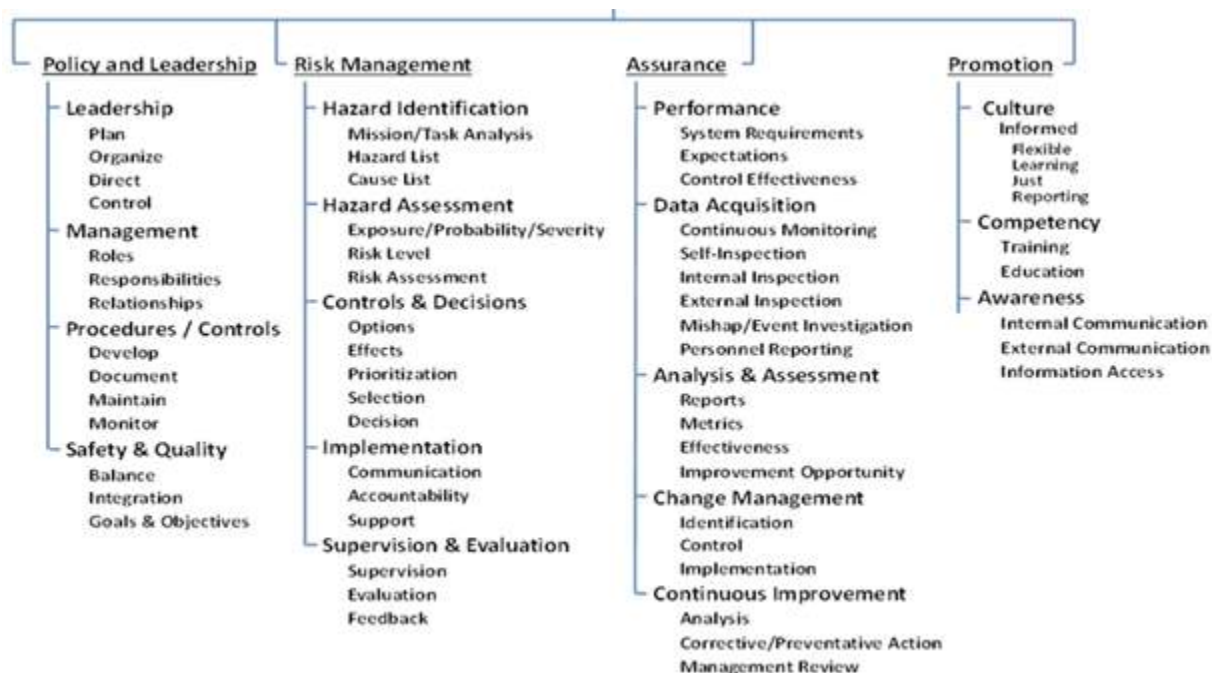 Policy and Leadership
Leadership
Plan
Organize
Direct
Control
Management
Roles
Responsibilities
Relationships
Procedures / Controls
Develop
Document
Maintain
Monitor
Safety & Quality
Balance
Integration
Goals & Objectives
Risk Management
Hazard Identification
Mission/Task Analysis
Hazard List
Cause List
Hazard Assessment
Exposure/Probability/Severity
Risk Level
Risk Assessment
Controls & Decisions
Options
Effects
Prioritization
Selection
Decision
Implementation
Communication
Accountability
Support
Supervision & Evaluation
Supervision
Evaluation
Feedback
Assurance
Performance
System Requirements
Expectations
Control Effectiveness
Data Acquisition
Continuous Monitoring
Self-Inspection
Internal Inspection
External Inspection
Mishap/Event Investigation
Personnel Reporting
Analysis & Assessment
Reports
Metrics
Effectiveness
Improvement Opportunity
Change Management
Identification
Control
Implementation
Continuous Improvement
Analysis
Corrective/Preventative Action
Management Review
Promotion
Culture
Informed
Flexible
Learning
Just
Reporting
Competency
Training
Education
Awareness
Internal Communication
External Communication
Information Access